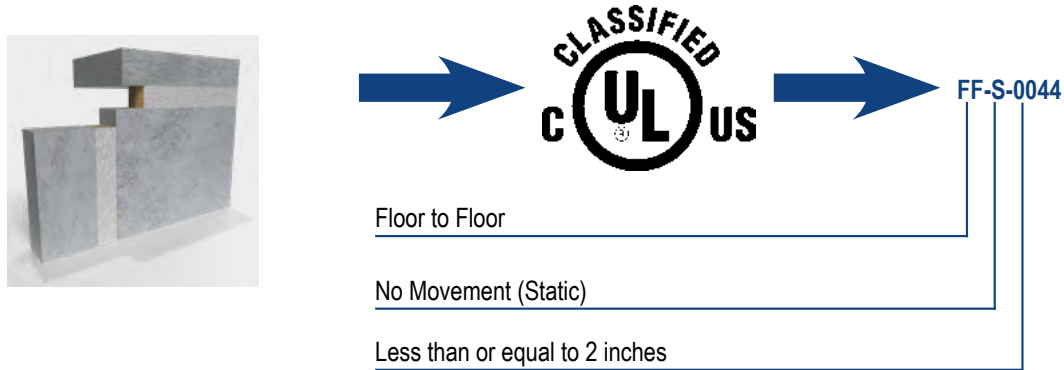 CLASSIFIED
C UL US
®
FF-S-0044
Floor to Floor
No Movement (Static)
Less than or equal to 2 inches